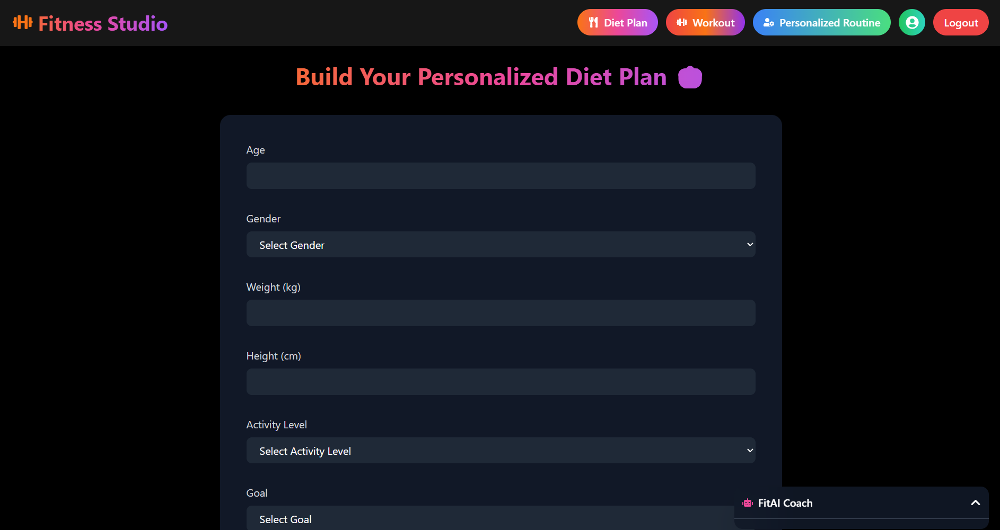 Fitness Studio
Diet Plan
Workout
Personalized Routine
Logout
Build Your Personalized Diet Plan
Age
Gender
Select Gender
Weight (kg)
Height (cm)
Activity Level
Select Activity Level
Goal
Select Goal
FitAI Coach